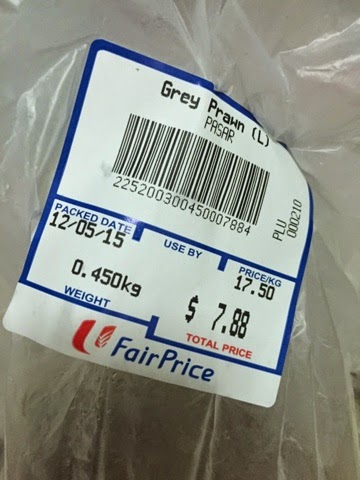 Grey Prawn (L)
PASAR
225200300450007884
PLU 000210
PACKED DATE
12/05/15
USE BY
PRICE/KG
17.50
0.450kg
WEIGHT
$ 7.88
TOTAL PRICE
FairPrice